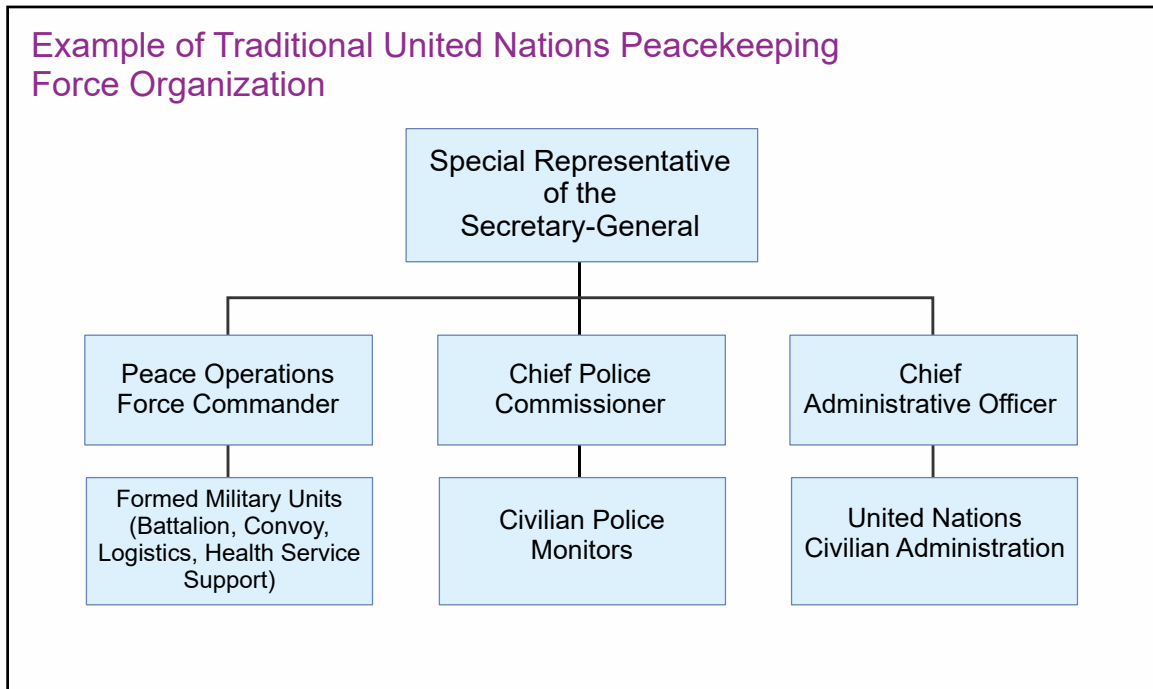 Example of Traditional United Nations Peacekeeping
Force Organization
Special Representative
of the
Secretary-General
Peace Operations
Force Commander
Chief Police
Commissioner
Chief
Administrative Officer
Formed Military Units
(Battalion, Convoy,
Logistics, Health Service
Support)
Civilian Police
Monitors
United Nations
Civilian Administration